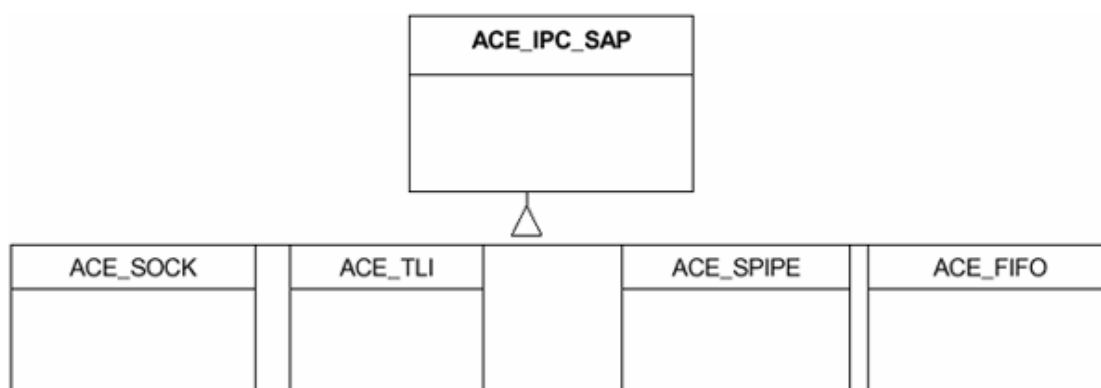 ACE_IPC_SAP
ACE_SOCK
ACE_TLI
ACE_SPIPE
ACE_FIFO